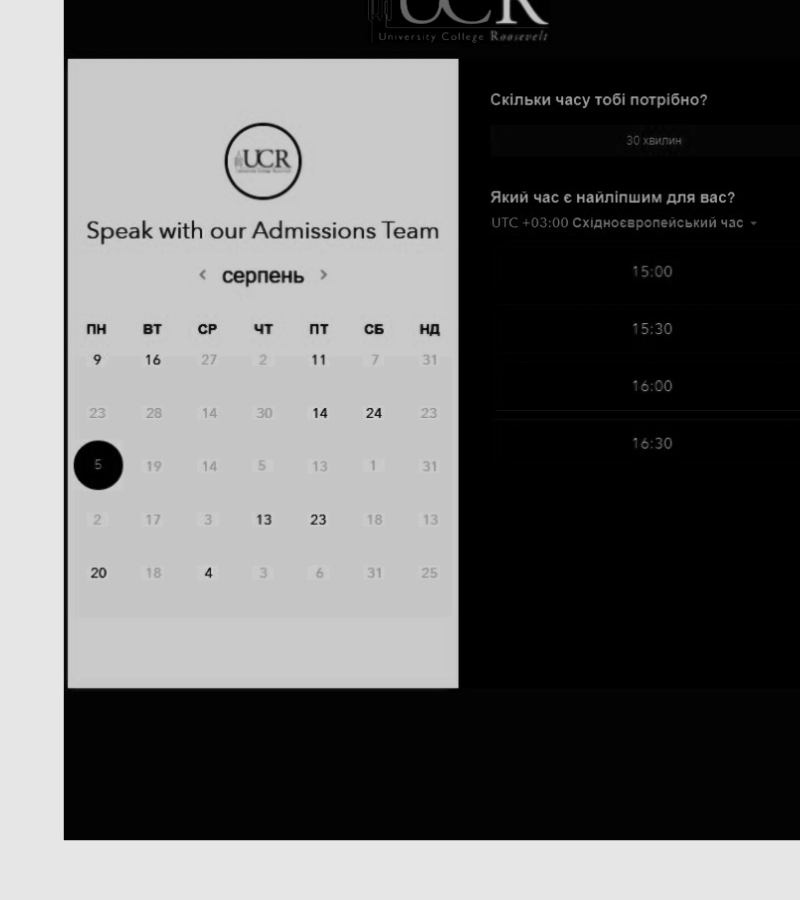 UCR
University College Roosevelt
UCR
Speak with our Admissions Team
< серпень >
ПН ВТ СР ЧТ ПТ СБ НД
9 16 27 2 11 7 31
23 28 14 30 14 24 23
5 19 14 5 13 1 31
2 17 3 13 23 18 13
20 18 4 3 6 31 25
Скільки часу тобі потрібно?
30 хвилин
Який час є найліпшим для вас?
UTC +03:00 Східноєвропейський час
15:00
15:30
16:00
16:30